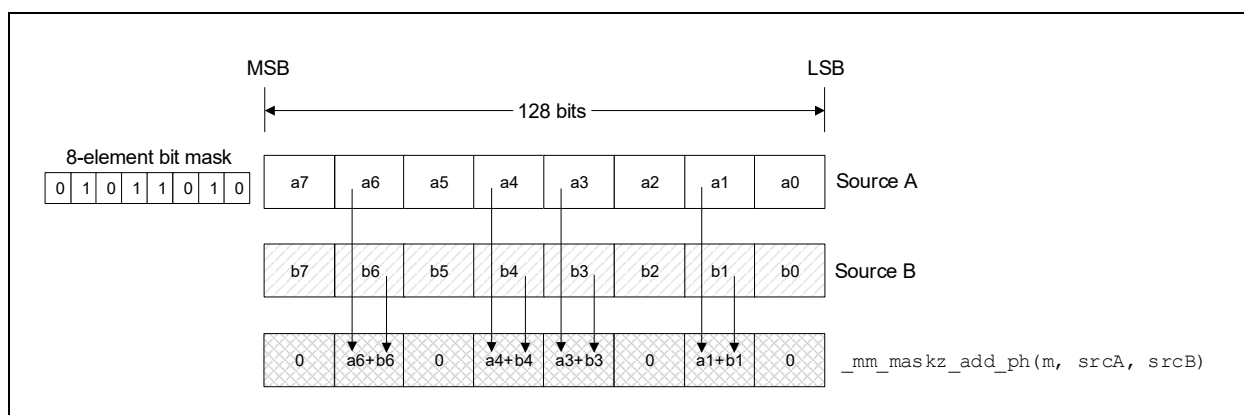 MSB LSB
128 bits
8-element bit mask
0 1 0 1 1 0 1 0
a7 a6 a5 a4 a3 a2 a1 a0 Source A
b7 b6 b5 b4 b3 b2 b1 b0 Source B
0 a6+b6 0 a4+b4 a3+b3 0 a1+b1 0 _mm_maskz_add_ph(m, srcA, srcB)